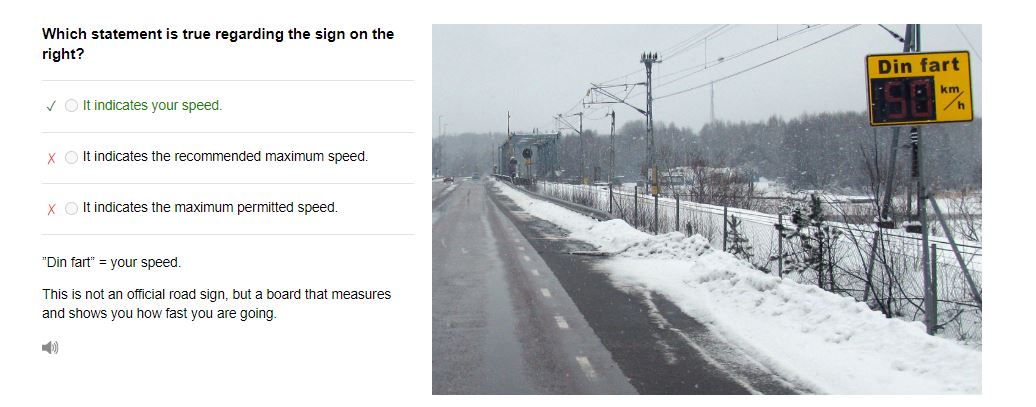 Which statement is true regarding the sign on the
right?
It indicates your speed.
It indicates the recommended maximum speed.
It indicates the maximum permitted speed.
”Din fart” = your speed.
This is not an official road sign, but a board that measures
and shows you how fast you are going.
Din fart
km/h